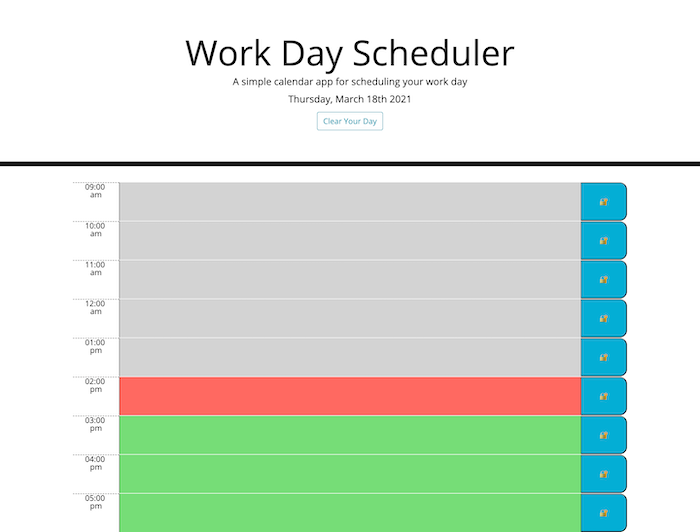 Work Day Scheduler
A simple calendar app for scheduling your work day
Thursday, March 18th 2021
Clear Your Day
09:00
am
10:00
am
11:00
am
12:00
am
01:00
pm
02:00
pm
03:00
pm
04:00
pm
05:00
pm